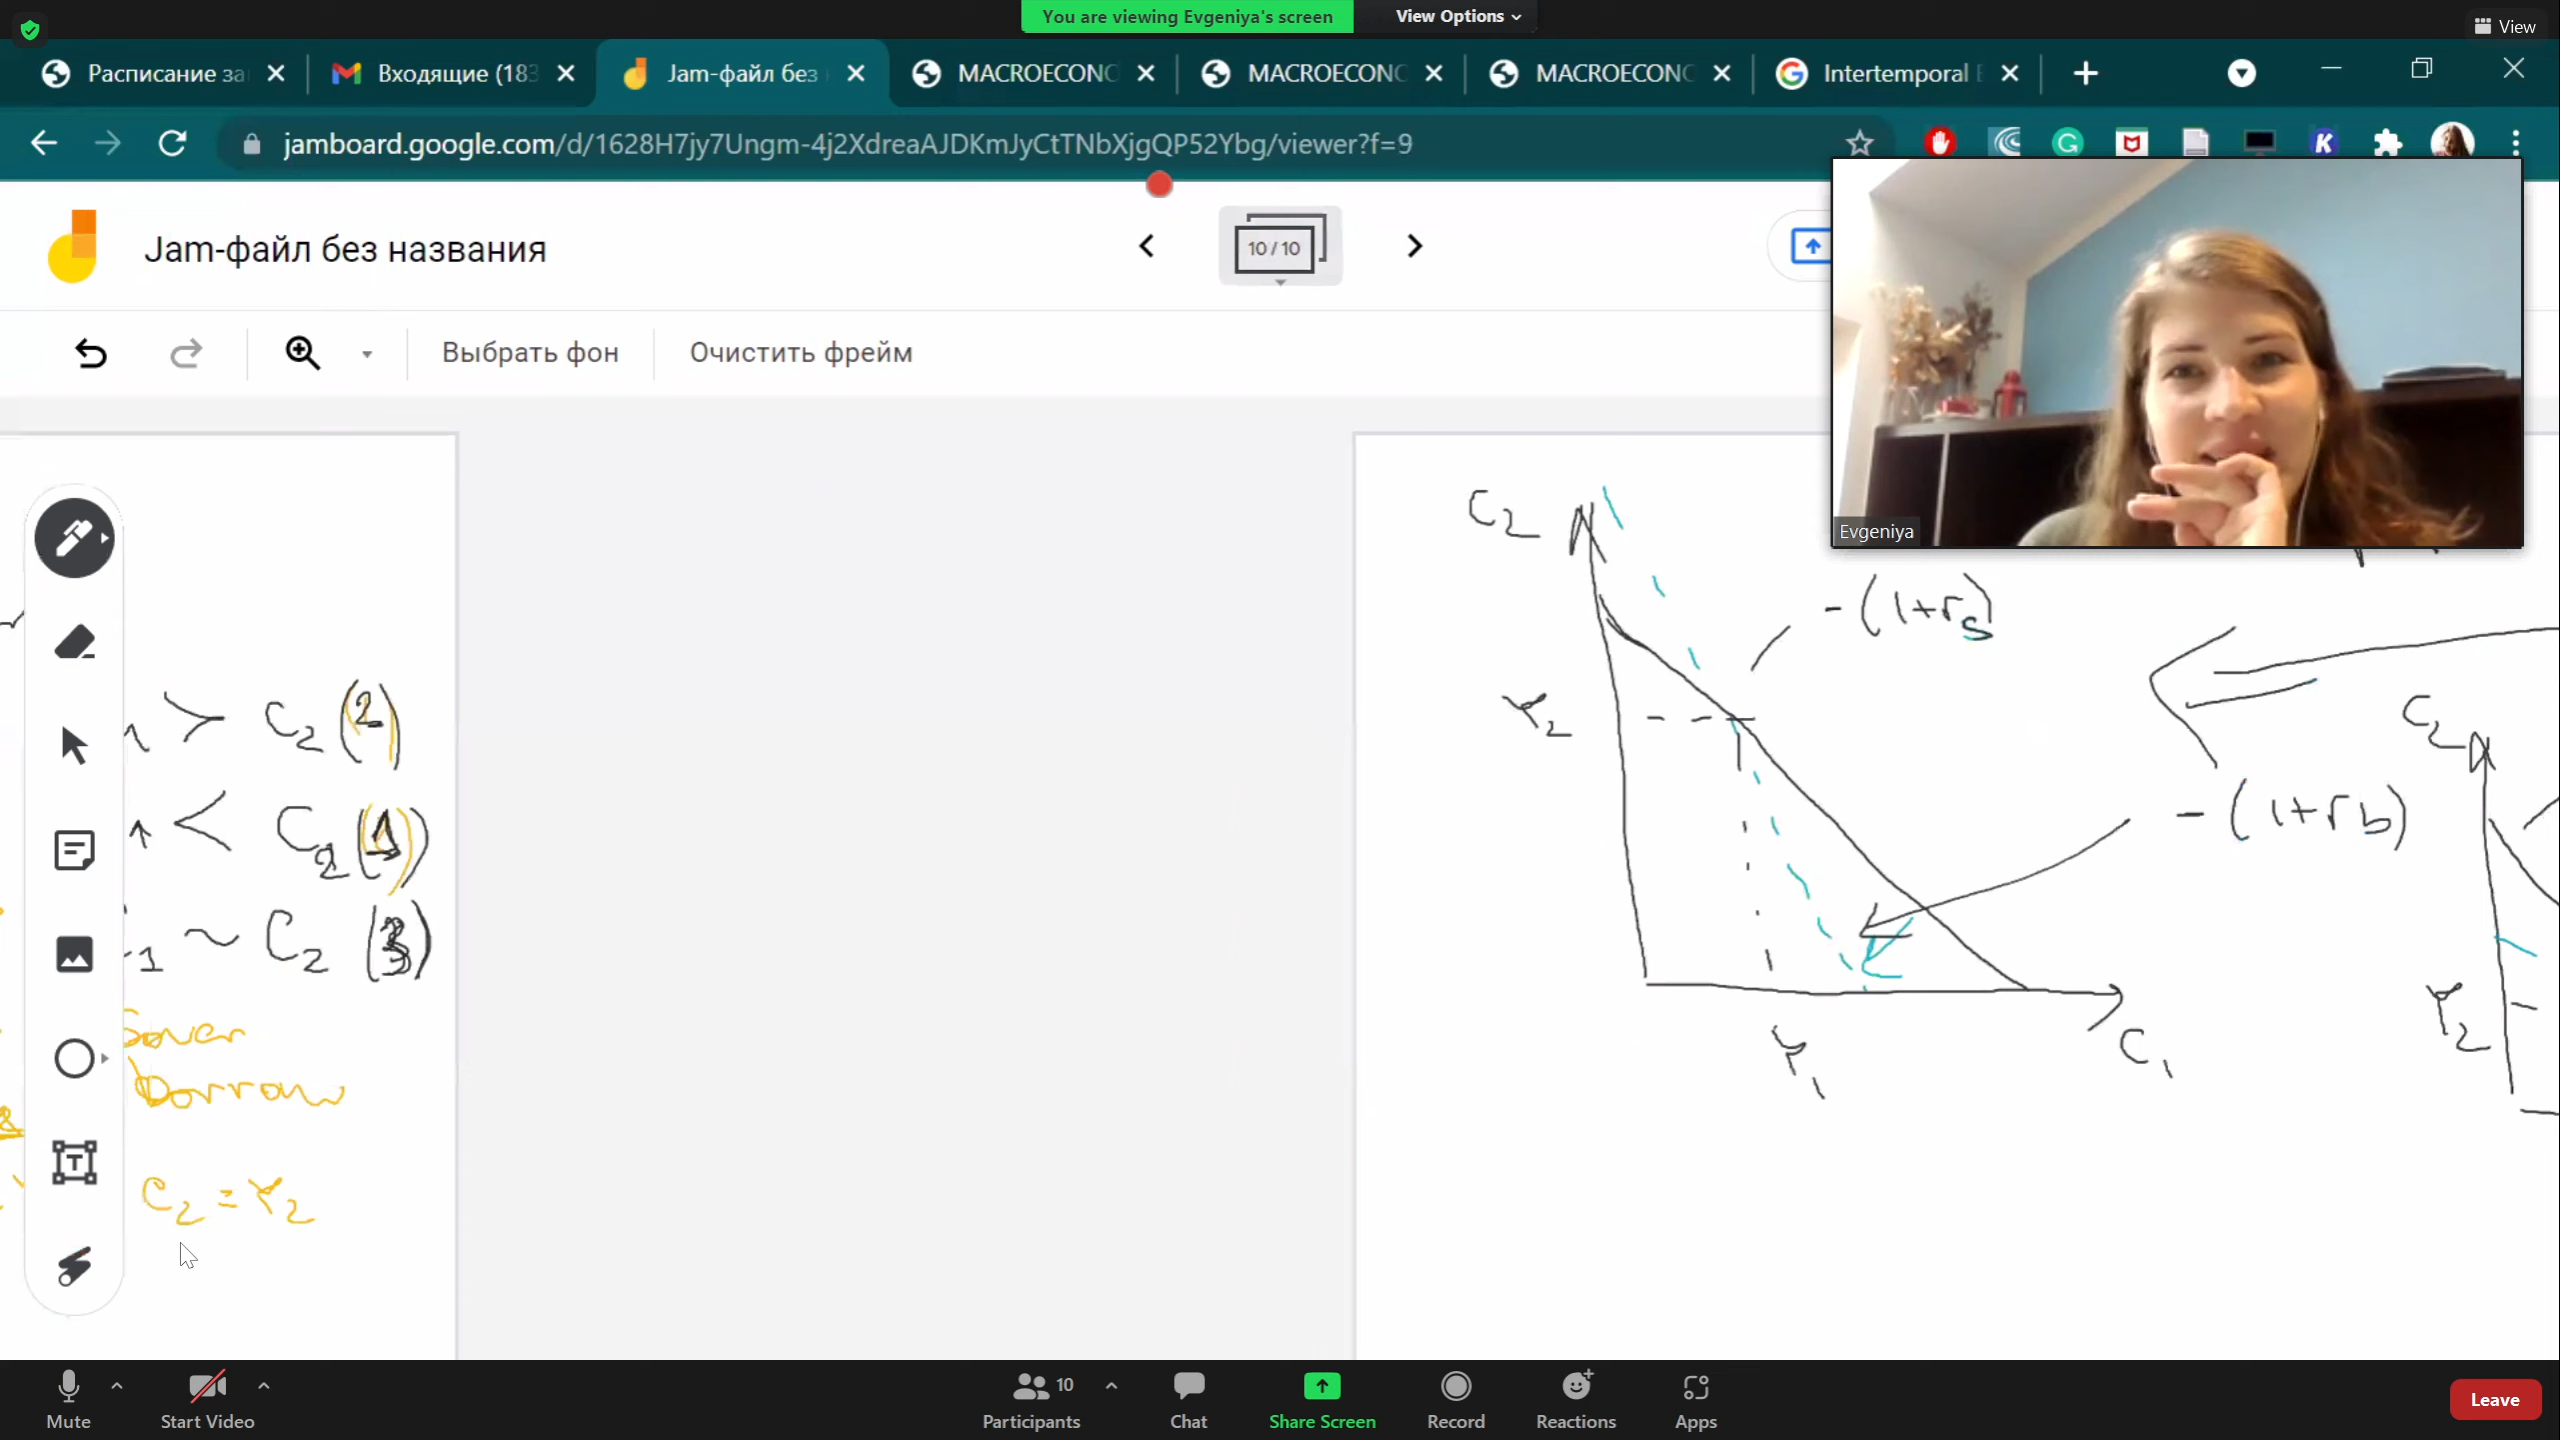 You are viewing Evgeniya's screen
View Options
View
Расписание за
Входящие (183
Jam-файл без
MACROECONO
MACROECONO
MACROECONO
Intertemporal
jamboard.google.com/d/1628H7jy7Ungm-4j2XdreaAJDKmJyCtTNbXjgQP52Ybg/viewer?f=9
Jam-файл без названия
10 / 10
Выбрать фон
Очистить фрейм
Evgeniya
> C2 (2)
< C2 (1)
1 ~ C2 (3)
Saver
borrow
C2 = Y2
C2
-(1+rs)
Y2
-(1+rb)
Y1
C1
C2
Y2
Mute
Start Video
Participants
10
Chat
Share Screen
Record
Reactions
Apps
Leave